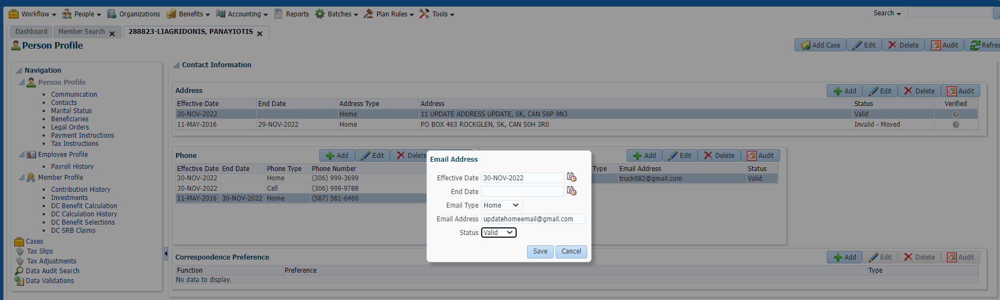 Workflow People Organizations Benefits Accounting Reports Batches Plan Rules Tools Search
Dashboard Member Search 288823-LIAGRIDONIS, PANAYIOTIS
Person Profile Add Case Edit Delete Audit Refres
Navigation
Person Profile
Communication
Contacts
Marital Status
Beneficiaries
Legal Orders
Payment Instructions
Tax Instructions
Employee Profile
Payroll History
Member Profile
Contribution History
Investments
DC Benefit Calculation
DC Calculation History
DC Benefit Selections
DC SRB Claims
Cases
Tax Slips
Tax Adjustments
Data Audit Search
Data Validations
Contact Information
Address Add Edit Delete Audit
Effective Date End Date Address Type Address Status Verified
30-NOV-2022 Home 11 UPDATE ADDRESS UPDATE, SK, CAN S6P 9N3 Valid
11-MAY-2016 29-NOV-2022 Home PO BOX 463 ROCKGLEN, SK, CAN S0H 3R0 Invalid - Moved
Phone Add Edit Delete
Effective Date End Date Phone Type Phone Number
30-NOV-2022 Home (306) 999-3699
30-NOV-2022 Cell (306) 999-9788
11-MAY-2016 30-NOV-2022 Home (587) 581-6460
Add Edit Delete Audit
Type Email Address Status
truck682@gmail.com Valid
Email Address
Effective Date 30-NOV-2022
End Date
Email Type Home
Email Address updatehomeemail@gmail.com
Status Valid
Save Cancel
Correspondence Preference Add Edit Delete Audit
Function Preference Type
No data to display.